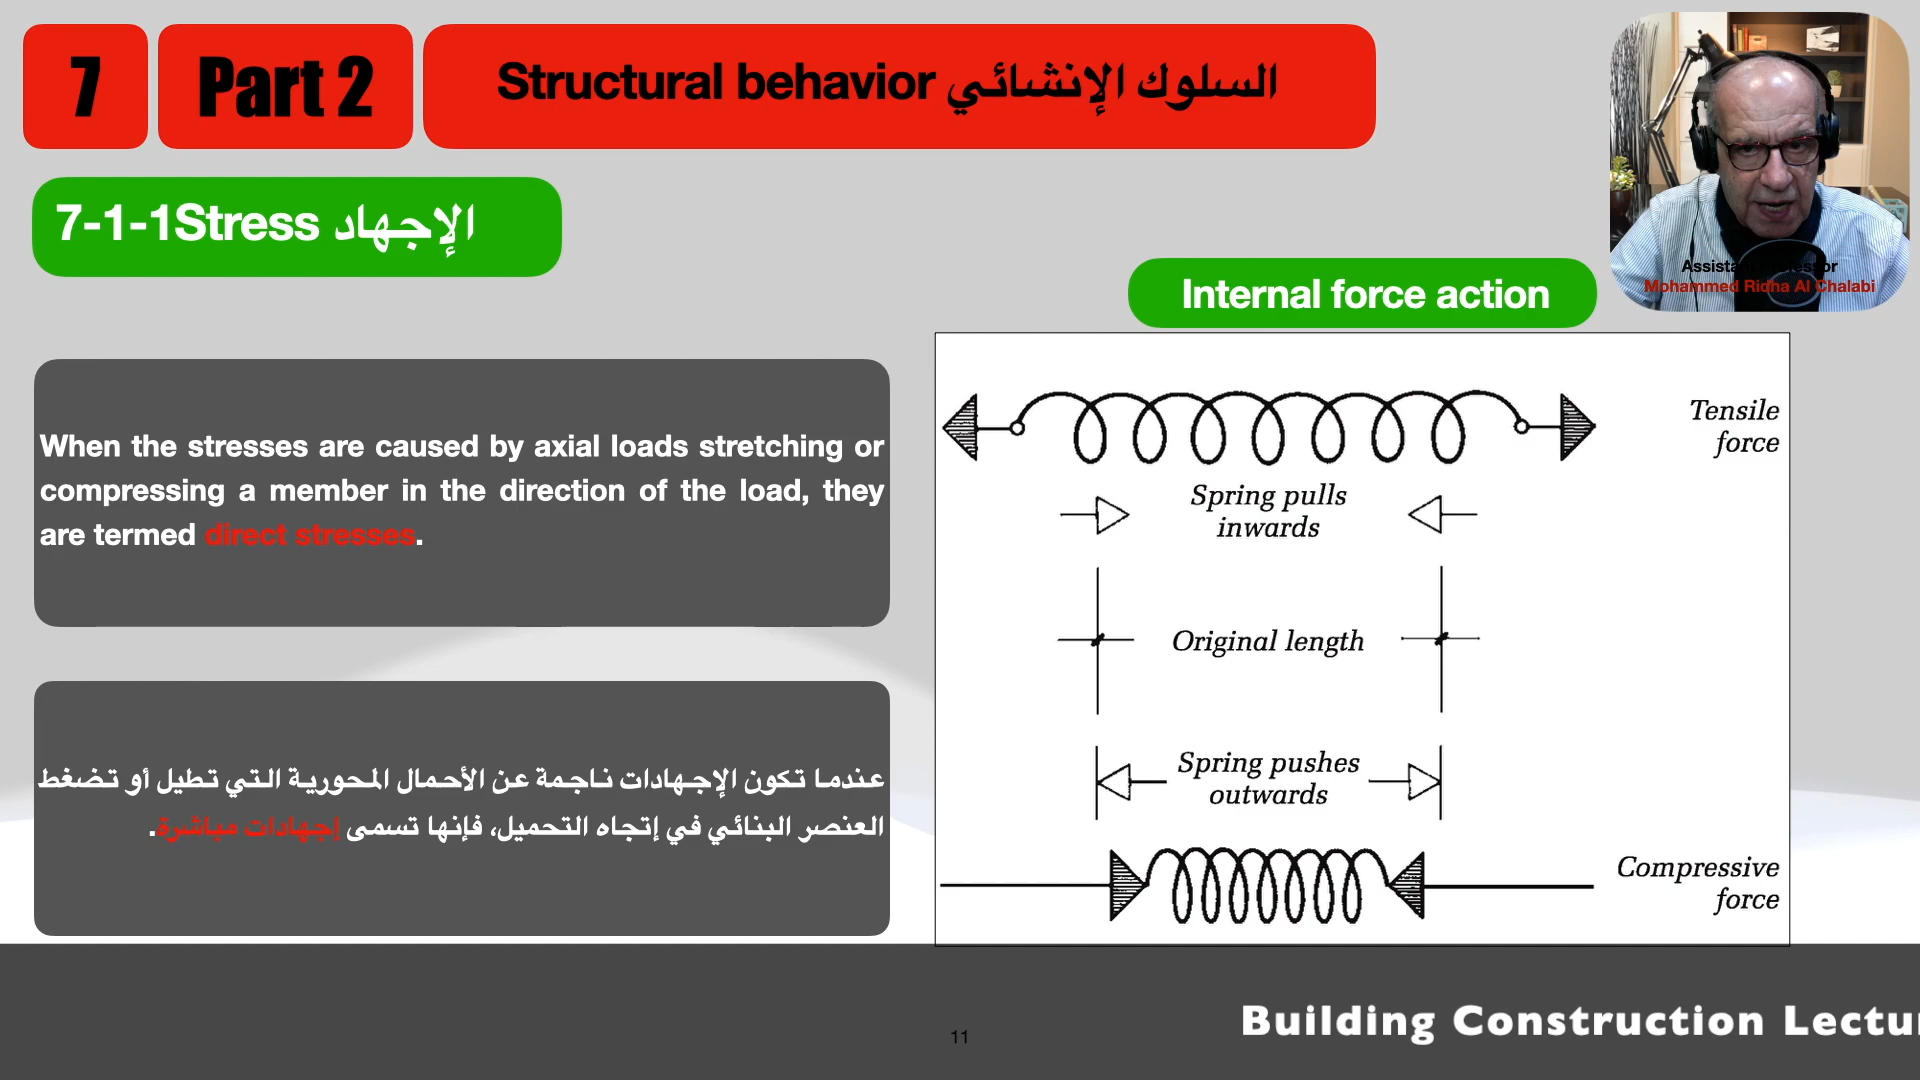 7
Part 2
Structural behavior السلوك الإنشائي
7-1-1Stress الإجهاد
Assistant Professor
Mohammed Ridha Al Chalabi
Internal force action
When the stresses are caused by axial loads stretching or
compressing a member in the direction of the load, they
are termed direct stresses.
عندما تكون الإجهادات ناجمة عن الأحمال المحورية التي تطيل أو تضغط
العنصر البنائي في إتجاه التحميل، فإنها تسمى إجهادات مباشرة.
Tensile
force
Spring pulls
inwards
Original length
Spring pushes
outwards
Compressive
force
11
Building Construction Lectu